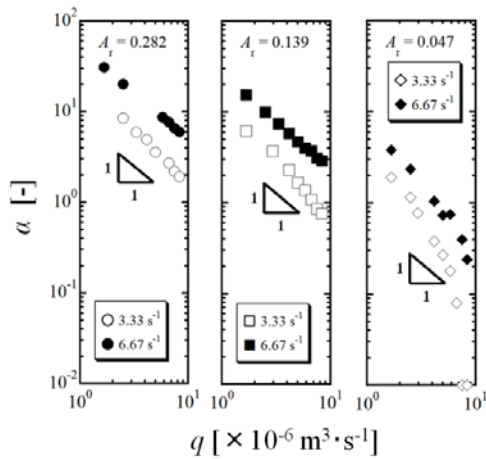 A_r = 0.282
A_r = 0.139
A_r = 0.047
10^2
10^1
10^0
10^-1
10^-2
α [-]
1
1
1
1
1
1
3.33 s^-1
6.67 s^-1
3.33 s^-1
6.67 s^-1
3.33 s^-1
6.67 s^-1
10^0
10^1
10^0
10^1
10^0
10^1
q [×10^-6 m^3·s^-1]